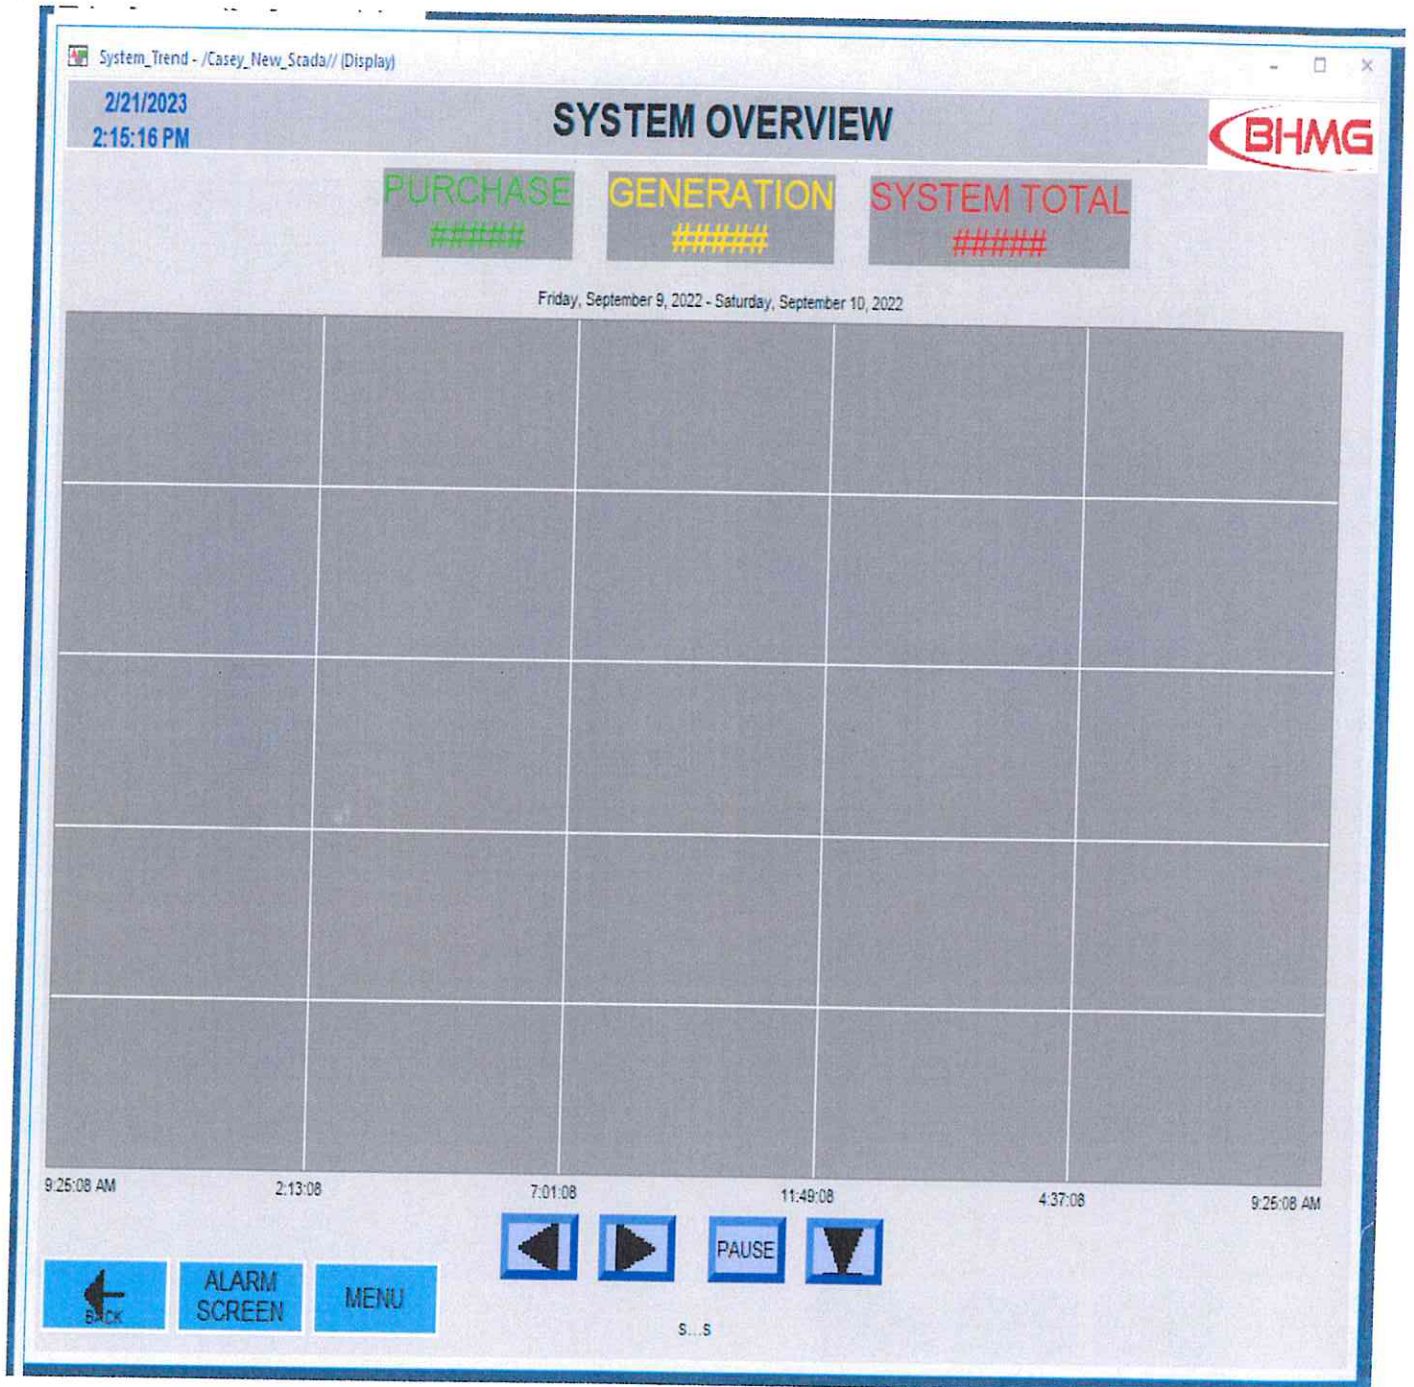 System_Trend - /Casey_New_Scada// (Display)
2/21/2023
2:15:16 PM
SYSTEM OVERVIEW
BHMG
PURCHASE
#####
GENERATION
#####
SYSTEM TOTAL
#####
Friday, September 9, 2022 - Saturday, September 10, 2022
9:25:08 AM 2:13:08 7:01:08 11:49:08 4:37:08 9:25:08 AM
PAUSE
BACK
ALARM
SCREEN
MENU
S...S